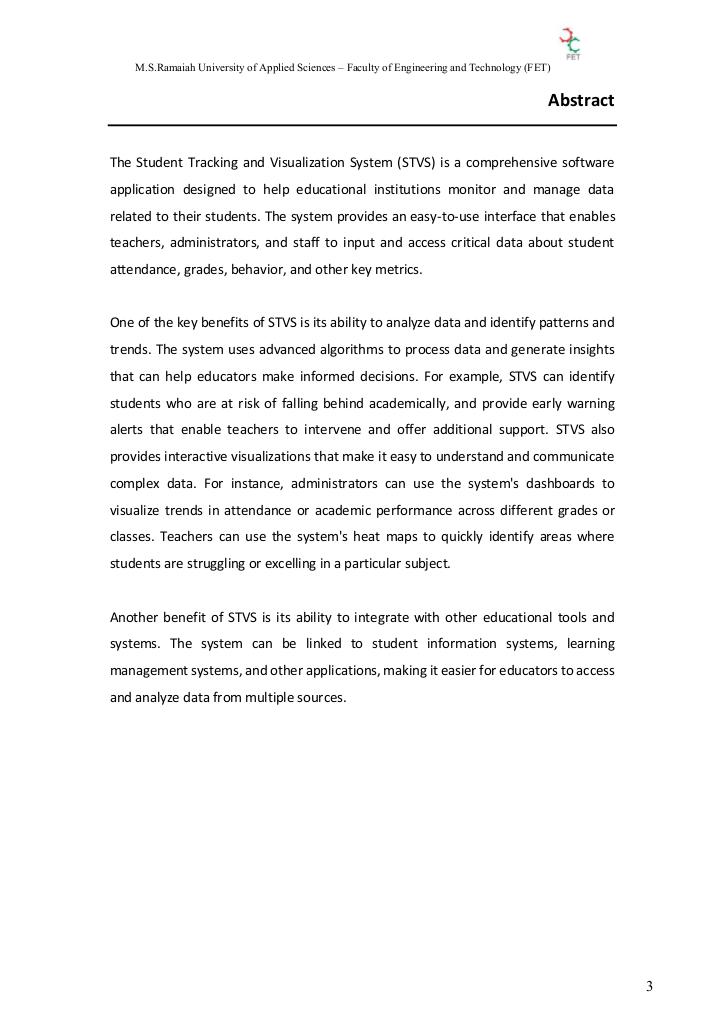 FET
M.S.Ramaiah University of Applied Sciences – Faculty of Engineering and Technology (FET)
Abstract
The Student Tracking and Visualization System (STVS) is a comprehensive software
application designed to help educational institutions monitor and manage data
related to their students. The system provides an easy-to-use interface that enables
teachers, administrators, and staff to input and access critical data about student
attendance, grades, behavior, and other key metrics.
One of the key benefits of STVS is its ability to analyze data and identify patterns and
trends. The system uses advanced algorithms to process data and generate insights
that can help educators make informed decisions. For example, STVS can identify
students who are at risk of falling behind academically, and provide early warning
alerts that enable teachers to intervene and offer additional support. STVS also
provides interactive visualizations that make it easy to understand and communicate
complex data. For instance, administrators can use the system's dashboards to
visualize trends in attendance or academic performance across different grades or
classes. Teachers can use the system's heat maps to quickly identify areas where
students are struggling or excelling in a particular subject.
Another benefit of STVS is its ability to integrate with other educational tools and
systems. The system can be linked to student information systems, learning
management systems, and other applications, making it easier for educators to access
and analyze data from multiple sources.
3